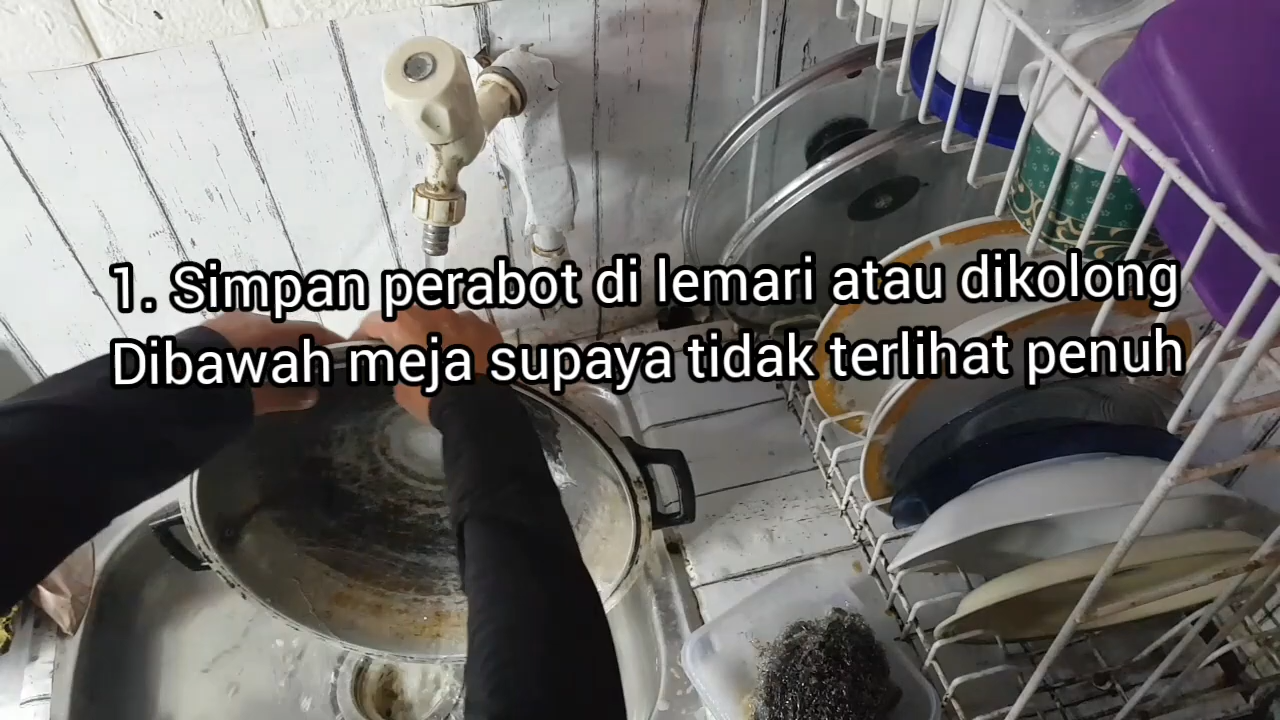 1. Simpan perabot di lemari atau dikolong
Dibawah meja supaya tidak terlihat penuh